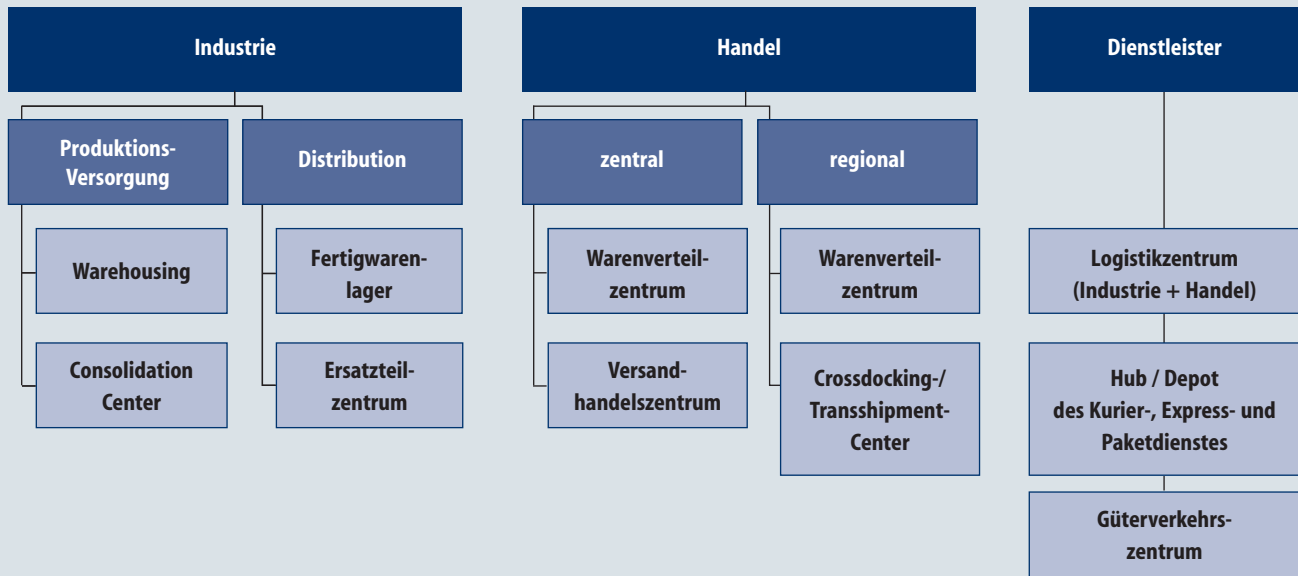 Industrie
Handel
Dienstleister
Produktions-
Versorgung
Distribution
zentral
regional
Warehousing
Fertigwaren-
lager
Warenverteil-
zentrum
Warenverteil-
zentrum
Logistikzentrum
(Industrie + Handel)
Consolidation
Center
Ersatzteil-
zentrum
Versand-
handelszentrum
Crossdocking-/
Transshipment-
Center
Hub / Depot
des Kurier-, Express- und
Paketdienstes
Güterverkehrs-
zentrum